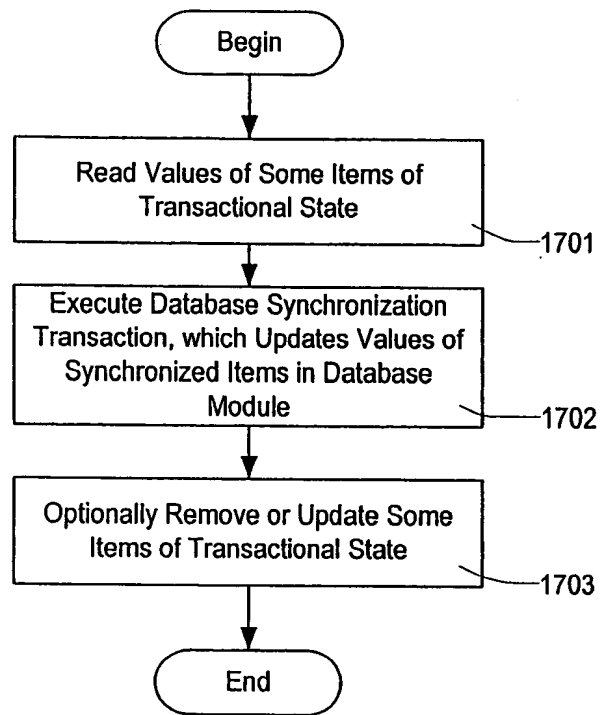 Begin
Read Values of Some Items of
Transactional State
1701
Execute Database Synchronization
Transaction, which Updates Values of
Synchronized Items in Database
Module
1702
Optionally Remove or Update Some
Items of Transactional State
1703
End